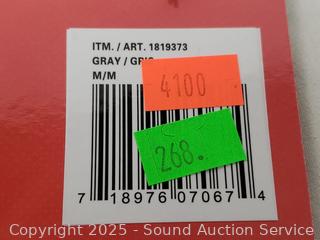 ITM. / ART. 1819373
GRAY / GRIS
M/M
4100
268.
7 18976 07067 4
Copyright © 2025 - Sound Auction Service